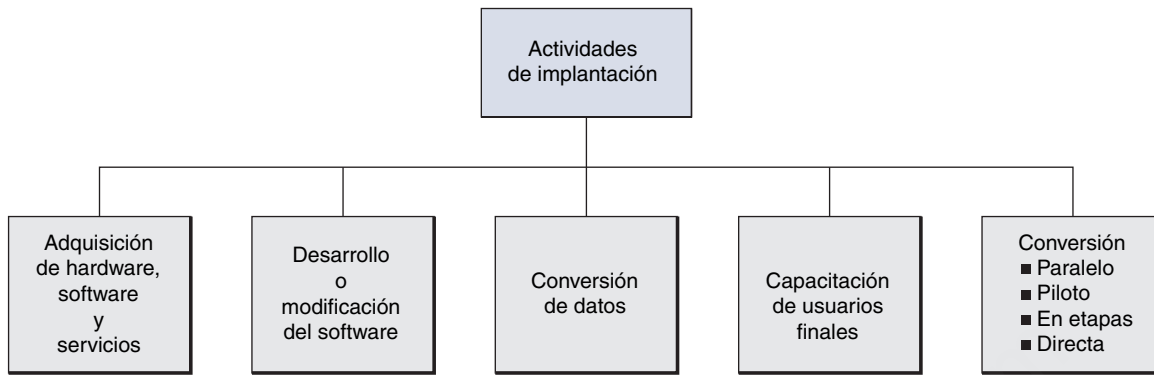 Actividades
de implantación
Adquisición
de hardware,
software
y
servicios
Desarrollo
o
modificación
del software
Conversión
de datos
Capacitación
de usuarios
finales
Conversión
■ Paralelo
■ Piloto
■ En etapas
■ Directa